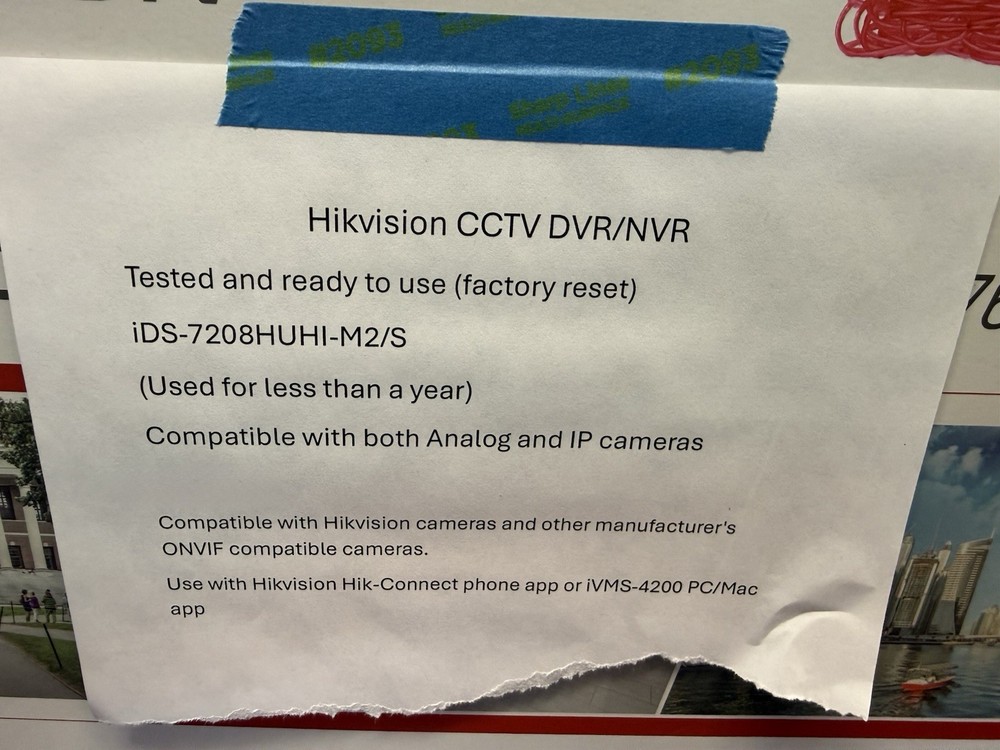 #2093
#2093
Hikvision CCTV DVR/NVR
Tested and ready to use (factory reset)
iDS-7208HUHI-M2/S
(Used for less than a year)
Compatible with both Analog and IP cameras
Compatible with Hikvision cameras and other manufacturer's
ONVIF compatible cameras.
Use with Hikvision Hik-Connect phone app or iVMS-4200 PC/Mac
app